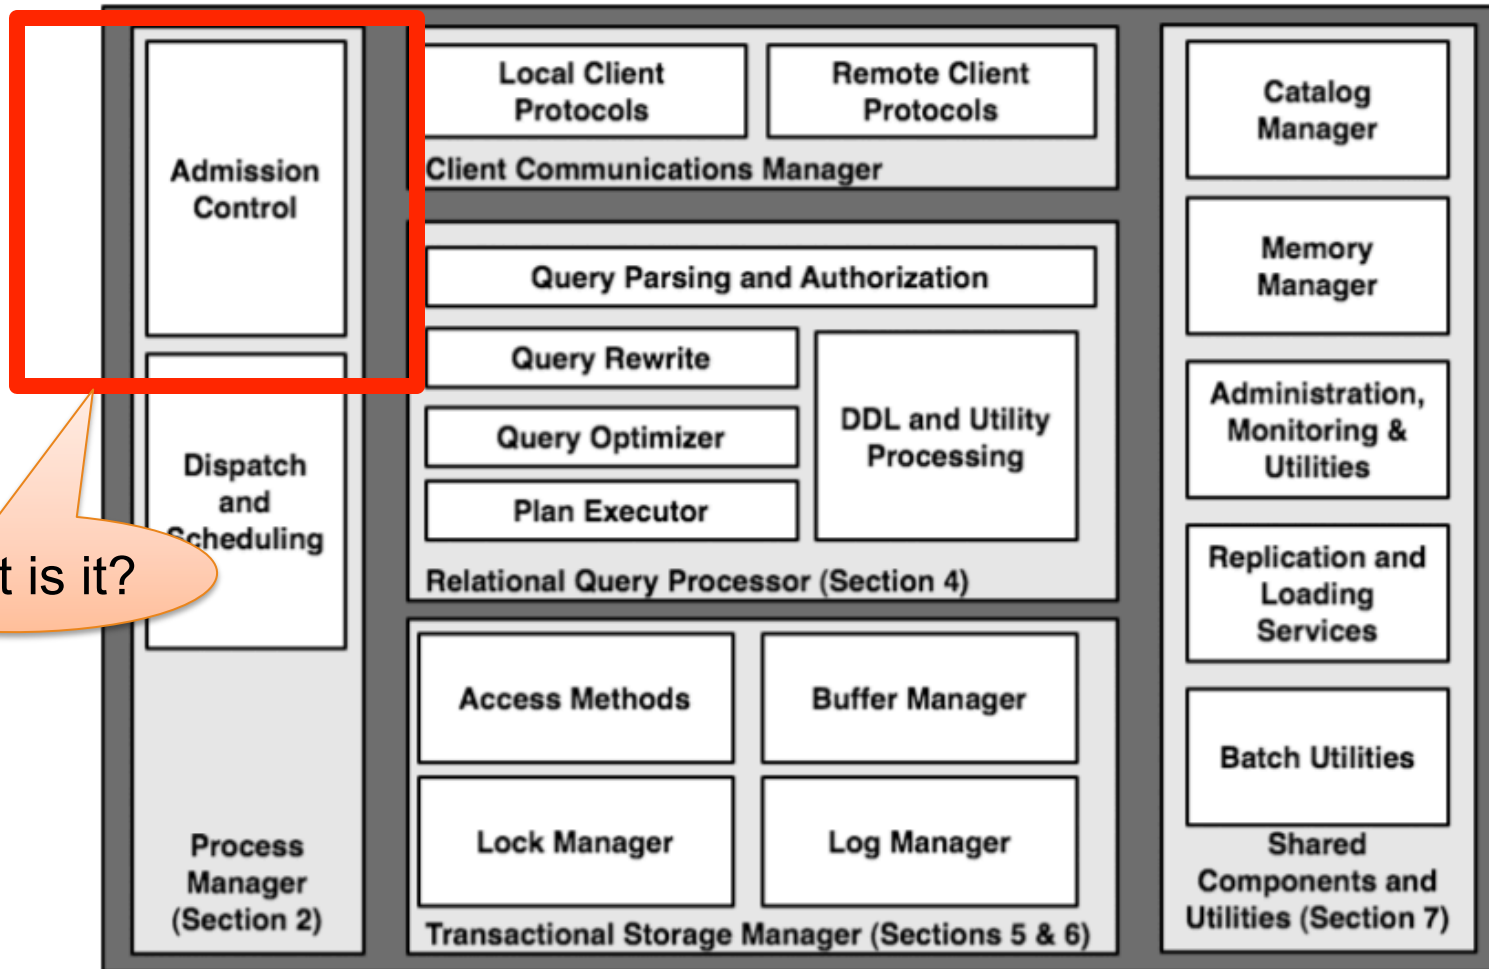 Admission
Control
Dispatch
and
Scheduling
t is it?
Process
Manager
(Section 2)
Local Client
Protocols
Remote Client
Protocols
Client Communications Manager
Query Parsing and Authorization
Query Rewrite
Query Optimizer
Plan Executor
DDL and Utility
Processing
Relational Query Processor (Section 4)
Access Methods
Buffer Manager
Lock Manager
Log Manager
Transactional Storage Manager (Sections 5 & 6)
Catalog
Manager
Memory
Manager
Administration,
Monitoring &
Utilities
Replication and
Loading
Services
Batch Utilities
Shared
Components and
Utilities (Section 7)